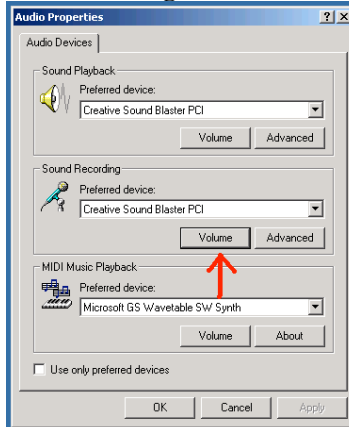 Audio Properties
Audio Devices
Sound Playback
Preferred device:
Creative Sound Blaster PCI
Volume Advanced
Sound Recording
Preferred device:
Creative Sound Blaster PCI
Volume Advanced
MIDI Music Playback
Preferred device:
Microsoft GS Wavetable SW Synth
Volume About
Use only preferred devices
OK Cancel Apply